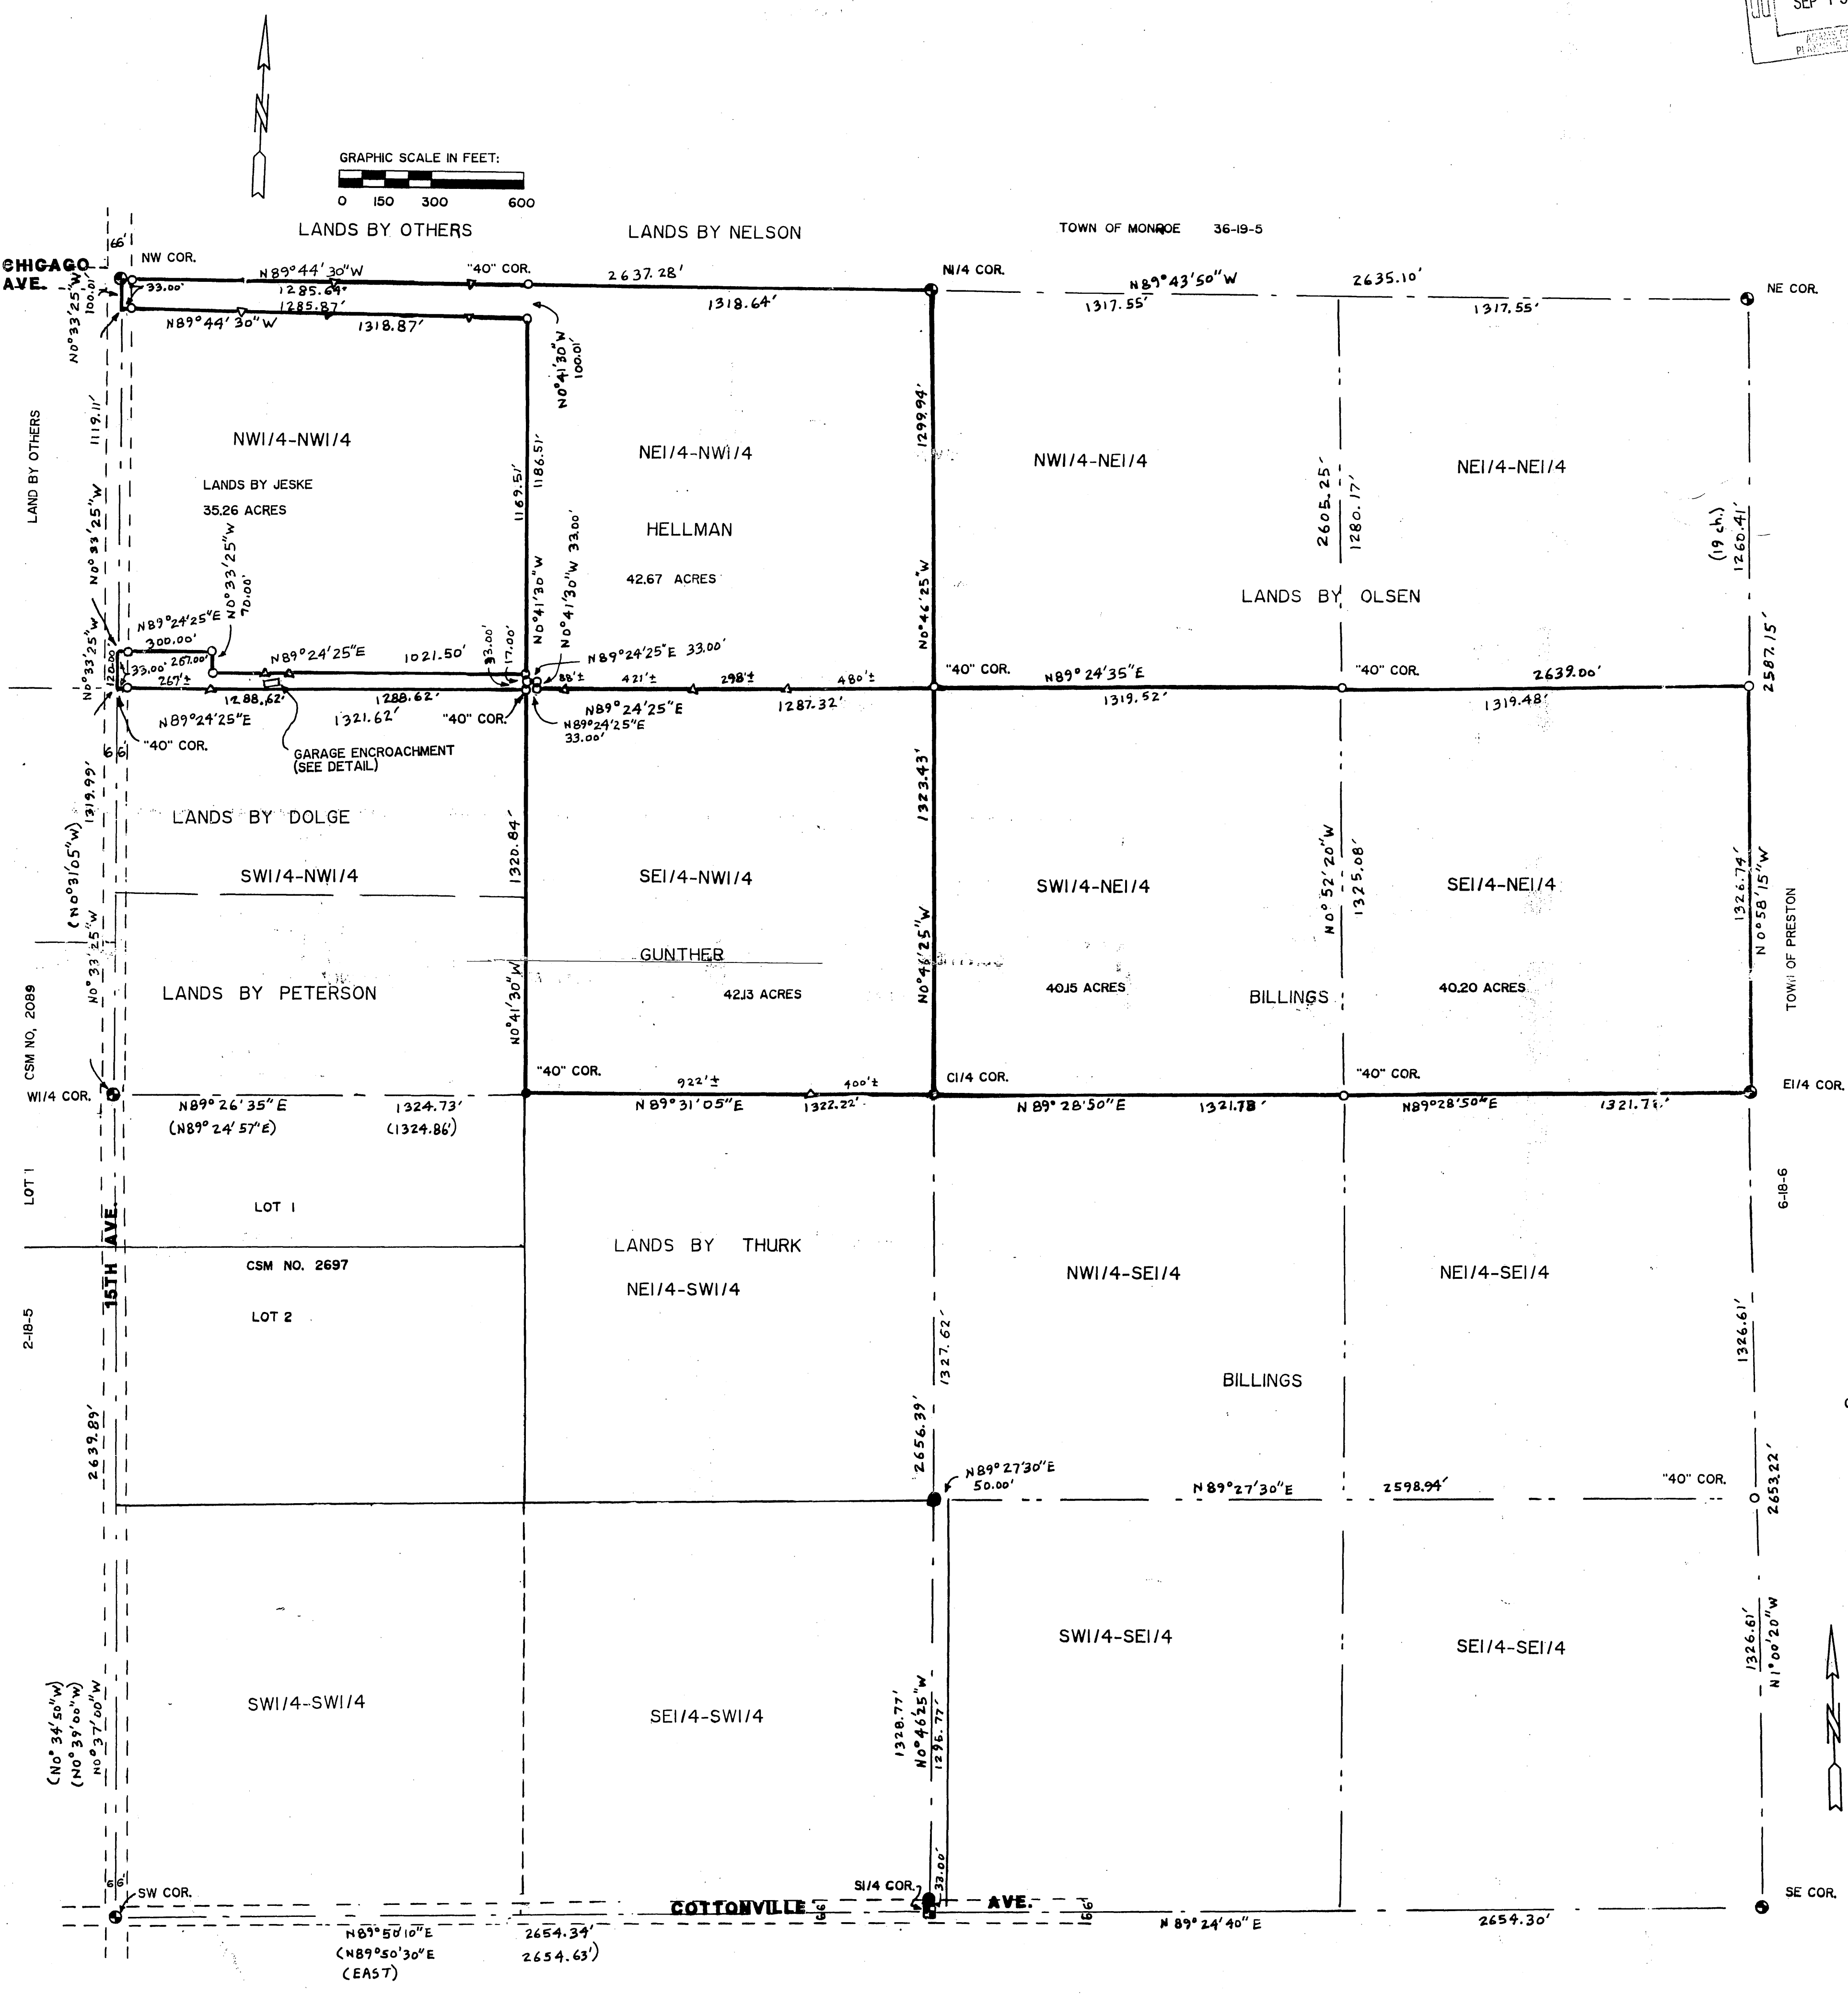 SEP
GRAPHIC SCALE IN FEET:
0 150 300 600
LANDS BY OTHERS
LANDS BY NELSON
TOWN OF MONROE 36-19-5
66'
CHICAGO
AVE.
NW COR.
N89°44'30"W
"40" COR.
2637.28'
N1/4 COR.
N89°43'50"W
2635.10'
NE COR.
33.00'
1285.64'
1285.87'
1318.64'
1317.55'
1317.55'
N89°44'30"W
1318.87'
N0°33'25"W
100.01'
N0°41'30"W
100.01'
LAND BY OTHERS
1119.11'
N0°33'25"W
NW1/4-NW1/4
LANDS BY JESKE
35.26 ACRES
N0°33'25"W
70.00'
1169.51'
1186.51'
N0°41'30"W
N0°41'30"W 33.00'
NE1/4-NW1/4
HELLMAN
42.67 ACRES
1299.94'
N0°46'25"W
NW1/4-NE1/4
2605.25'
1280.17'
NE1/4-NE1/4
(19 ch.)
1260.41'
LANDS BY OLSEN
2587.15'
N89°24'25"E
300.00'
N0°33'25"W
120.00'
33.00'
267.00'
N89°24'25"E
1021.50'
33.00'
17.00'
N89°24'25"E 33.00'
267'±
1288.62'
1288.62'
88'±
421'±
298'±
480'±
"40" COR.
N89°24'35"E
"40" COR.
2639.00'
N89°24'25"E
1321.62'
"40" COR.
N89°24'25"E
1287.32'
1319.52'
1319.48'
N89°24'25"E
33.00'
"40" COR.
66'
GARAGE ENCROACHMENT
(SEE DETAIL)
1319.99'
(N0°31'05"W)
N0°33'25"W
LANDS BY DOLGE
SW1/4-NW1/4
1320.84'
N0°41'30"W
SE1/4-NW1/4
GUNTHER
42.13 ACRES
1323.43'
N0°46'25"W
SW1/4-NE1/4
40.15 ACRES
N0°52'20"W
1325.08'
SE1/4-NE1/4
BILLINGS
40.20 ACRES
1326.74'
N0°58'15"W
TOWN OF PRESTON
LANDS BY PETERSON
CSM NO. 2089
W1/4 COR.
"40" COR.
922'±
400'±
C1/4 COR.
"40" COR.
E1/4 COR.
N89°26'35"E
1324.73'
N89°31'05"E
1322.22'
N89°28'50"E
1321.78'
N89°28'50"E
(N89°24'57"E)
(1324.86')
LOT 1
15TH AVE.
LOT 1
CSM NO. 2697
LOT 2
2-18-5
LANDS BY THURK
NE1/4-SW1/4
1327.62'
NW1/4-SE1/4
NE1/4-SE1/4
6-18-6
1326.61'
BILLINGS
2639.89'
2656.39'
N89°27'30"E
50.00'
N89°27'30"E
2598.94'
"40" COR.
2653.22'
SW1/4-SE1/4
SE1/4-SE1/4
1326.61'
N1°00'20"W
(N0°34'50"W)
(N0°39'00"W)
N0°37'00"W
SW1/4-SW1/4
SE1/4-SW1/4
1328.77'
N0°46'25"W
1296.77'
33.00'
66'
SW COR.
S1/4 COR.
COTTONVILLE
66'
AVE.
66'
SE COR.
N89°50'10"E
2654.34'
N89°24'40"E
2654.30'
(N89°50'30"E
2654.63')
(EAST)